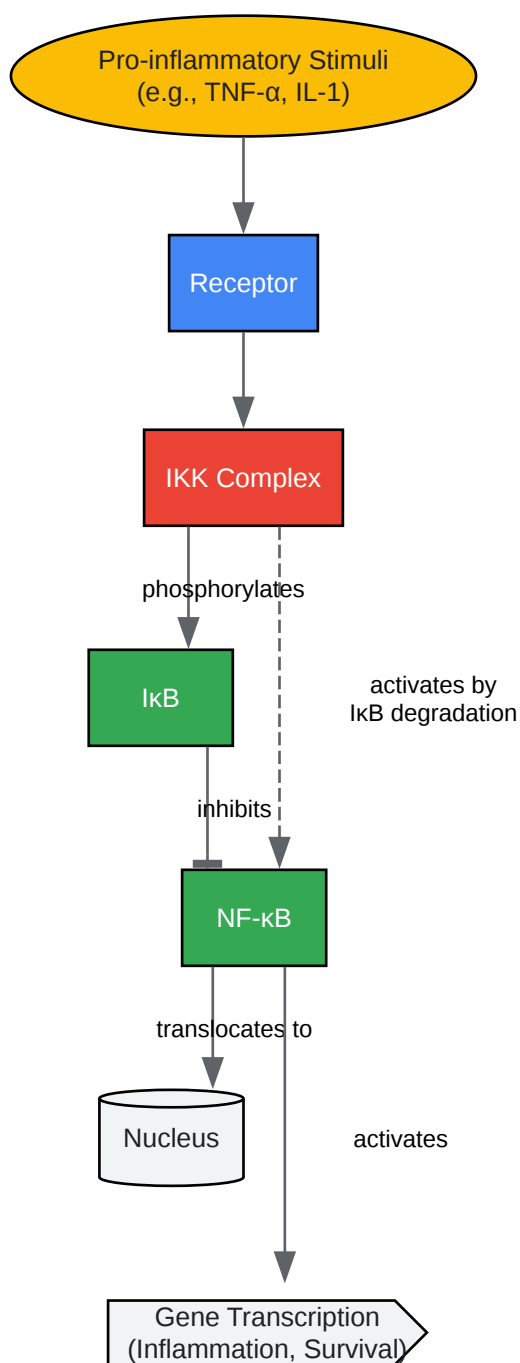 Pro-inflammatory Stimuli
(e.g., TNF-α, IL-1)
Receptor
IKK Complex
phosphorylates
IκB
activates by
IκB degradation
inhibits
NF-κB
translocates to
Nucleus
activates
Gene Transcription
(Inflammation, Survival)